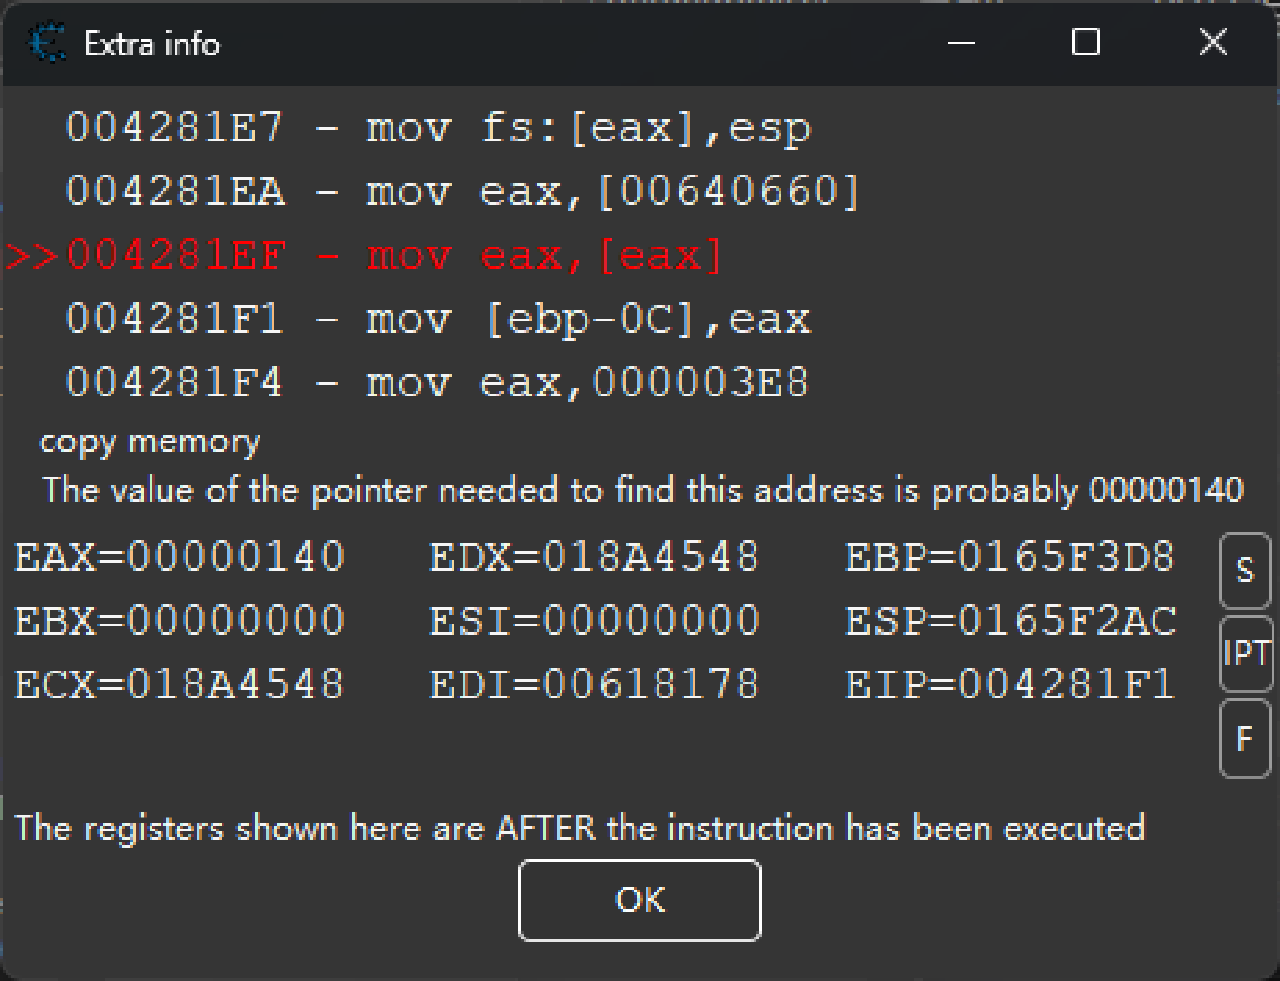 Extra info
004281E7 - mov fs:[eax],esp
004281EA - mov eax,[00640660]
>>004281EF - mov eax,[eax]
004281F1 - mov [ebp-0C],eax
004281F4 - mov eax,000003E8
copy memory
The value of the pointer needed to find this address is probably 00000140
EAX=00000140 EDX=018A4548 EBP=0165F3D8
S
EBX=00000000 ESI=00000000 ESP=0165F2AC
IPT
ECX=018A4548 EDI=00618178 EIP=004281F1
F
The registers shown here are AFTER the instruction has been executed
OK